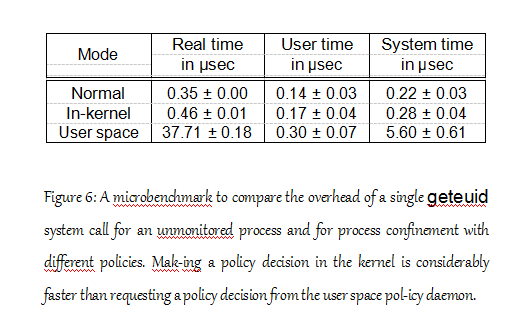 Mode Real time User time System time
in µsec in µsec in µsec
Normal 0.35 ± 0.00 0.14 ± 0.03 0.22 ± 0.03
In-kernel 0.46 ± 0.01 0.17 ± 0.04 0.28 ± 0.04
User space 37.71 ± 0.18 0.30 ± 0.07 5.60 ± 0.61
Figure 6: A microbenchmark to compare the overhead of a single geteuid
system call for an unmonitored process and for process confinement with
different policies. Mak-ing a policy decision in the kernel is considerably
faster than requesting a policy decision from the user space pol-icy daemon.